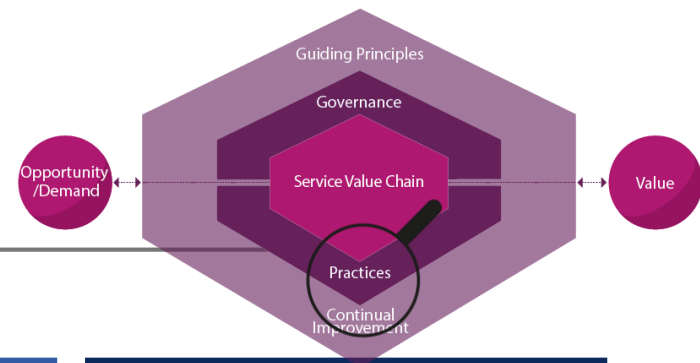 Guiding Principles
Governance
Opportunity
/Demand
Service Value Chain
Value
Practices
Continual
Improvement